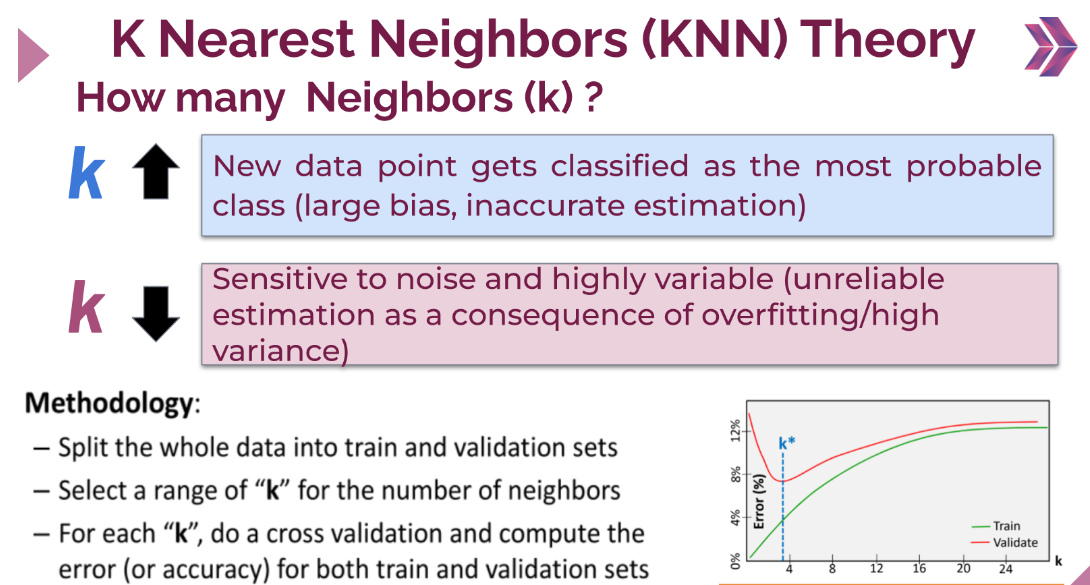 K Nearest Neighbors (KNN) Theory
How many Neighbors (k) ?
k
New data point gets classified as the most probable
class (large bias, inaccurate estimation)
k
Sensitive to noise and highly variable (unreliable
estimation as a consequence of overfitting/high
variance)
Methodology:
– Split the whole data into train and validation sets
– Select a range of “k” for the number of neighbors
– For each “k”, do a cross validation and compute the
error (or accuracy) for both train and validation sets
12%
8%
4%
0%
Error (%)
k*
Train
Validate
4 8 12 16 20 24 k